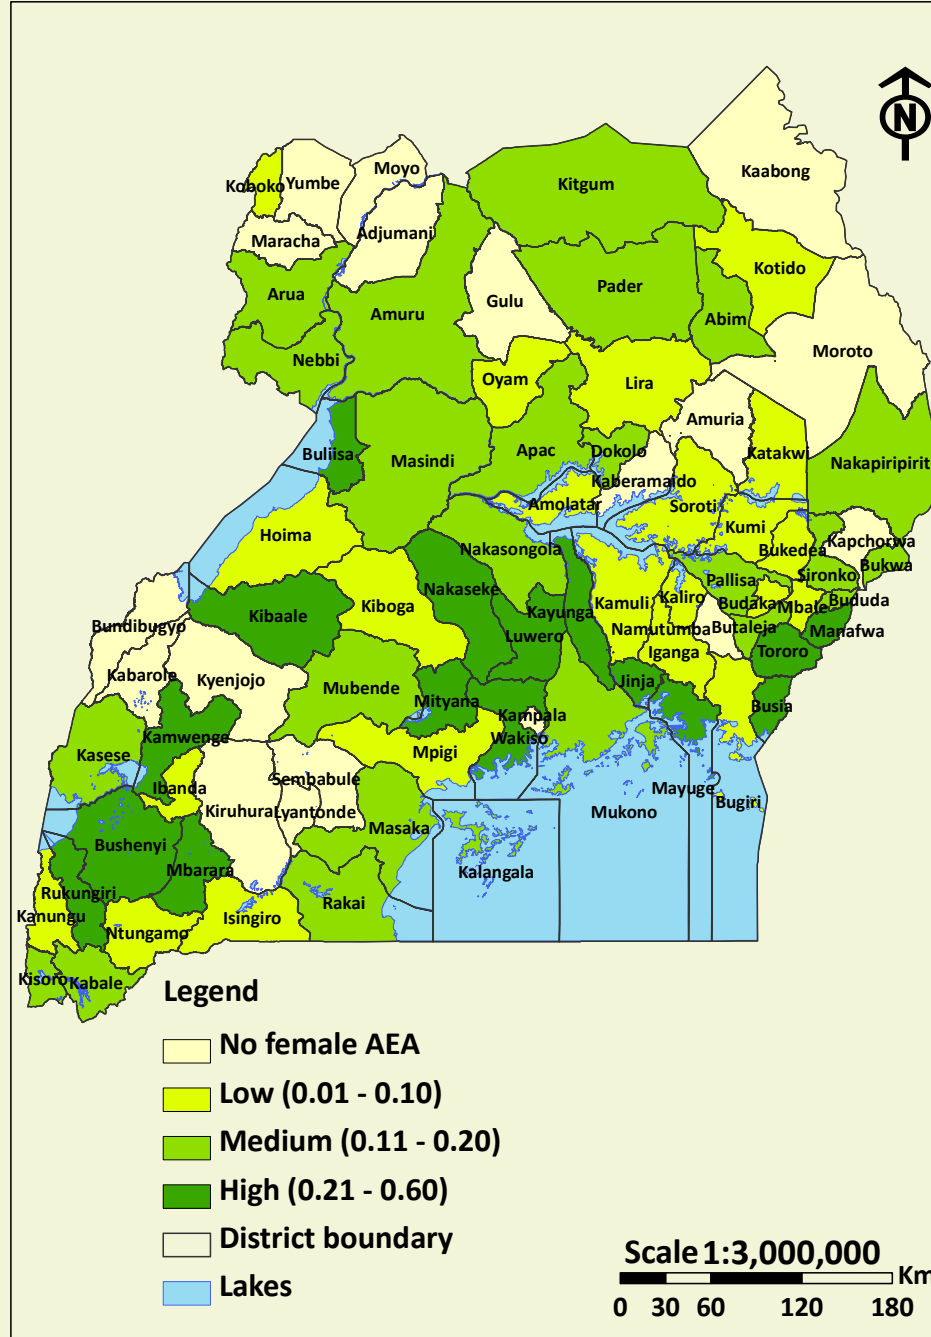 N
Kaabong
Moyo
Koboko
Yumbe
Kitgum
Adjumani
Maracha
Kotido
Arua
Pader
Gulu
Amuru
Abim
Moroto
Nebbi
Oyam
Lira
Amuria
Buliisa
Masindi
Apac
Dokolo
Katakwi
Nakapiripirit
Kaberamaido
Amolatar
Soroti
Hoima
Kumi
Kapchorwa
Nakasongola
Bukedea
Bukwa
Pallisa
Sironko
Nakaseke
Kibaale
Kiboga
Kayunga
Kamuli
Kaliro
Budaka
Mbale
Bududa
Bundibugyo
Luwero
Namutumba
Butaleja
Manafwa
Iganga
Tororo
Kabarole
Kyenjojo
Mubende
Mityana
Jinja
Kampala
Busia
Kamwenge
Wakiso
Kasese
Mpigi
Sembabule
Ibanda
Mayuge
Kiruhura
Lyantonde
Mukono
Bugiri
Masaka
Bushenyi
Mbarara
Kalangala
Rukungiri
Rakai
Kanungu
Isingiro
Ntungamo
Kisoro
Kabale
Legend
No female AEA
Low (0.01 - 0.10)
Medium (0.11 - 0.20)
High (0.21 - 0.60)
District boundary
Lakes
Scale 1:3,000,000
Km
0 30 60 120 180